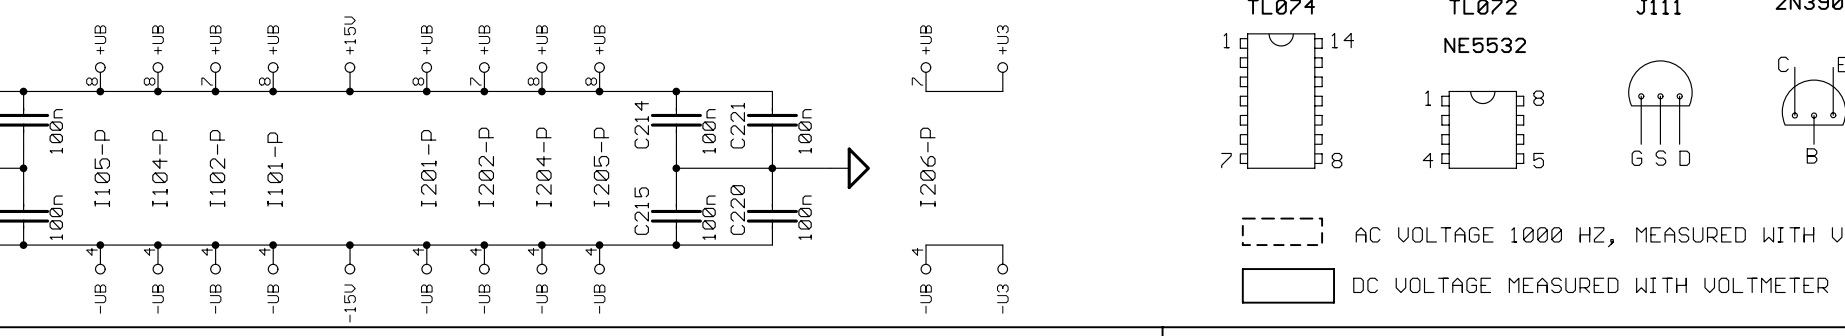 +UB +UB +UB +UB +15V +UB +UB +UB +UB +UB +U3
8 8 7 8 8 7 8 8 7
100n C214 100n C221 100n
I105-P I104-P I102-P I101-P I201-P I202-P I204-P I205-P I206-P
100n C215 100n C220 100n
4 4 4 4 4 4 4 4 4
-UB -UB -UB -UB -15V -UB -UB -UB -UB -UB -U3
TL074
1 14
7 8
TL072
NE5532
1 8
4 5
J111
G S D
2N390
C E
B
AC VOLTAGE 1000 HZ, MEASURED WITH V
DC VOLTAGE MEASURED WITH VOLTMETER